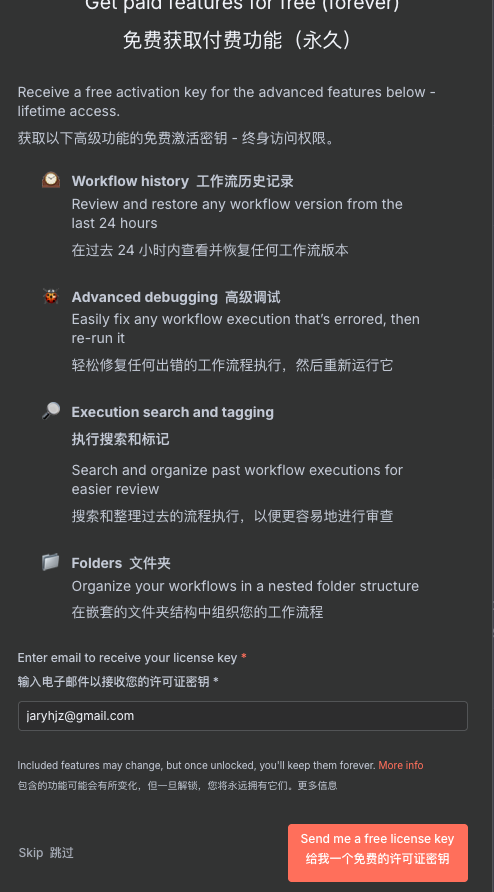 Get paid features for free (forever)
免费获取付费功能（永久）
Receive a free activation key for the advanced features below -
lifetime access.
获取以下高级功能的免费激活密钥 - 终身访问权限。
Workflow history 工作流历史记录
Review and restore any workflow version from the
last 24 hours
在过去 24 小时内查看并恢复任何工作流版本
Advanced debugging 高级调试
Easily fix any workflow execution that's errored, then
re-run it
轻松修复任何出错的工作流程执行，然后重新运行它
Execution search and tagging
执行搜索和标记
Search and organize past workflow executions for
easier review
搜索和整理过去的流程执行，以便更容易地进行审查
Folders 文件夹
Organize your workflows in a nested folder structure
在嵌套的文件夹结构中组织您的工作流程
Enter email to receive your license key *
输入电子邮件以接收您的许可证密钥 *
jaryhjz@gmail.com
Included features may change, but once unlocked, you'll keep them forever. More info
包含的功能可能会有所变化，但一旦解锁，您将永远拥有它们。更多信息
Skip 跳过
Send me a free license key
给我一个免费的许可证密钥